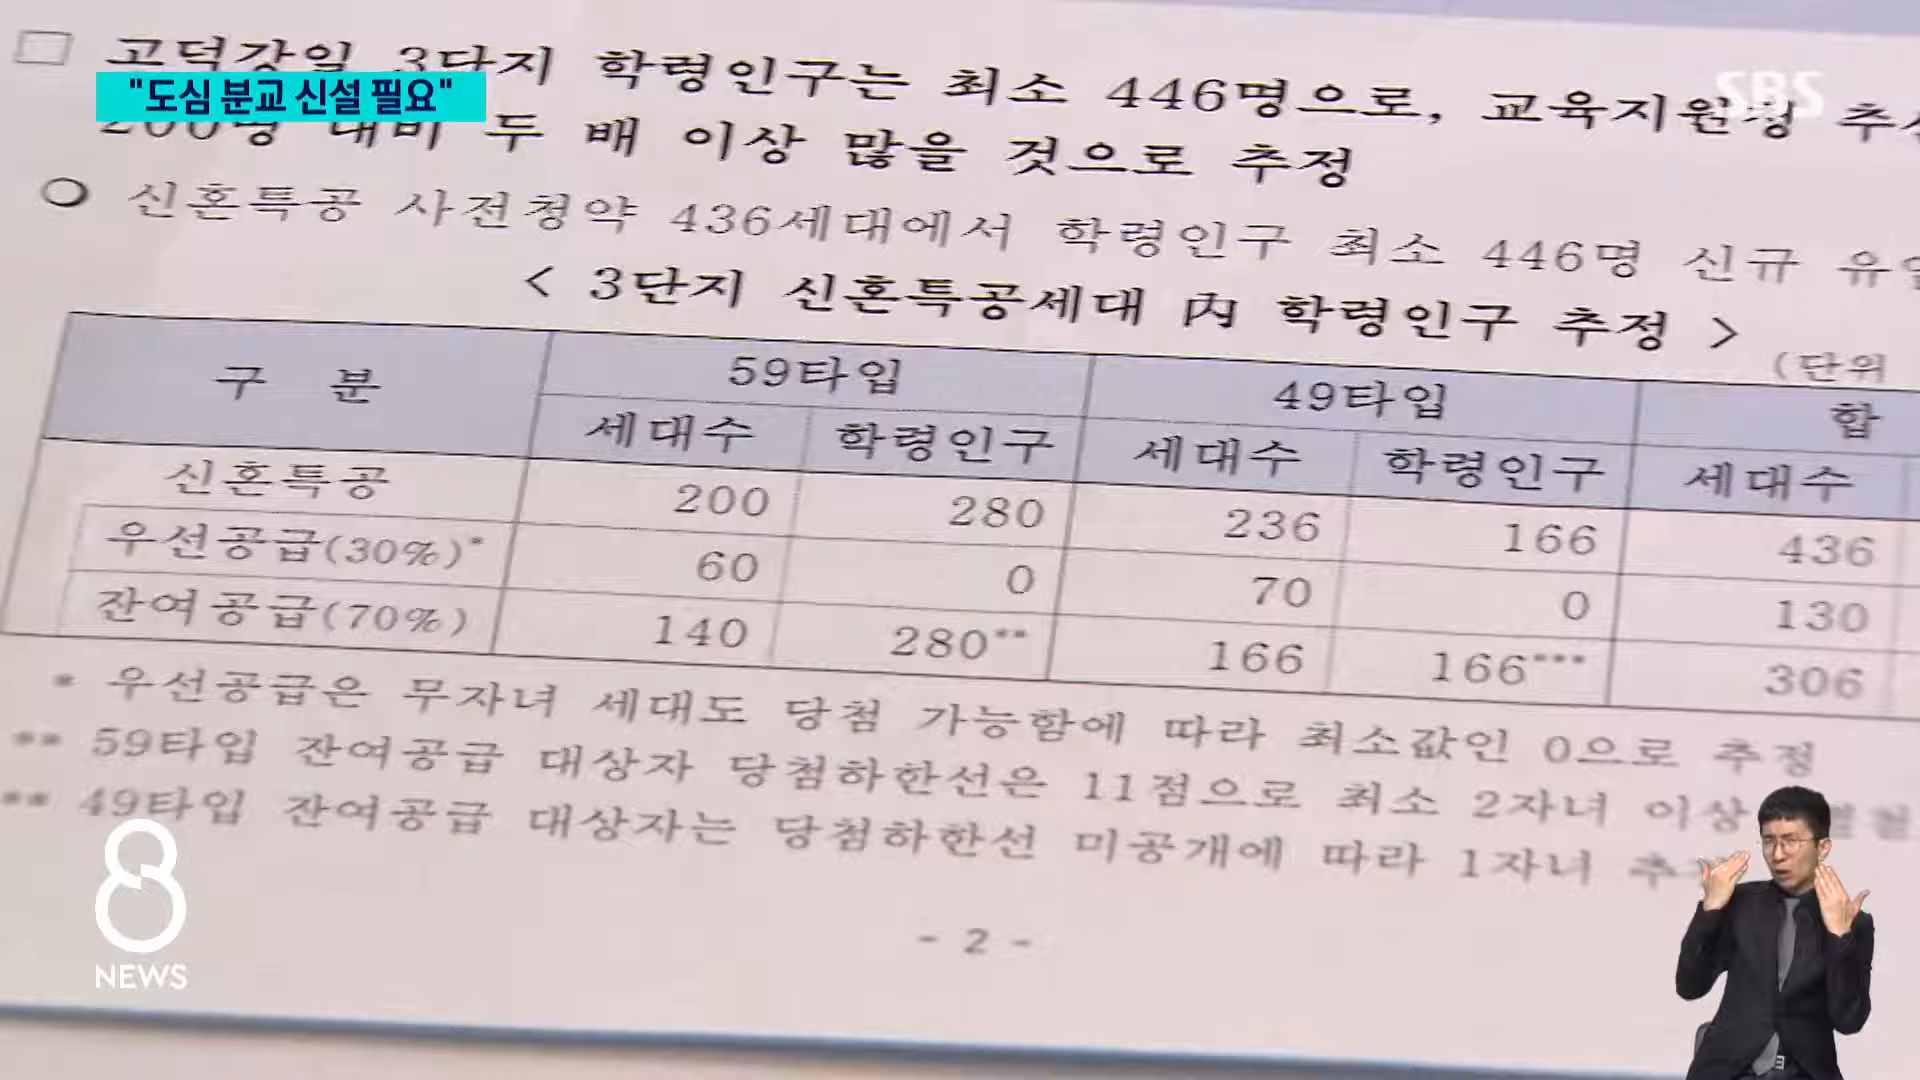 □ 고덕강일 3단지 학령인구는 최소 446명으로, 교육지원청
"도심 분교 신설 필요"
SBS
200명 대비 두 배 이상 많을 것으로 추정
○ 신혼특공 사전청약 436세대에서 학령인구 최소 446명 신규
< 3단지 신혼특공세대 內 학령인구 추정 >
(단위
구 분 59타입 49타입 합
세대수 학령인구 세대수 학령인구 세대수
신혼특공 200 280 236 166 436
우선공급(30%)* 60 0 70 0 130
잔여공급(70%) 140 280** 166 166*** 306
* 우선공급은 무자녀 세대도 당첨 가능함에 따라 최소값인 0으로 추정
** 59타입 잔여공급 대상자 당첨하한선은 11점으로 최소 2자녀 이상
** 49타입 잔여공급 대상자는 당첨하한선 미공개에 따라 1자녀
- 2 -
8
NEWS